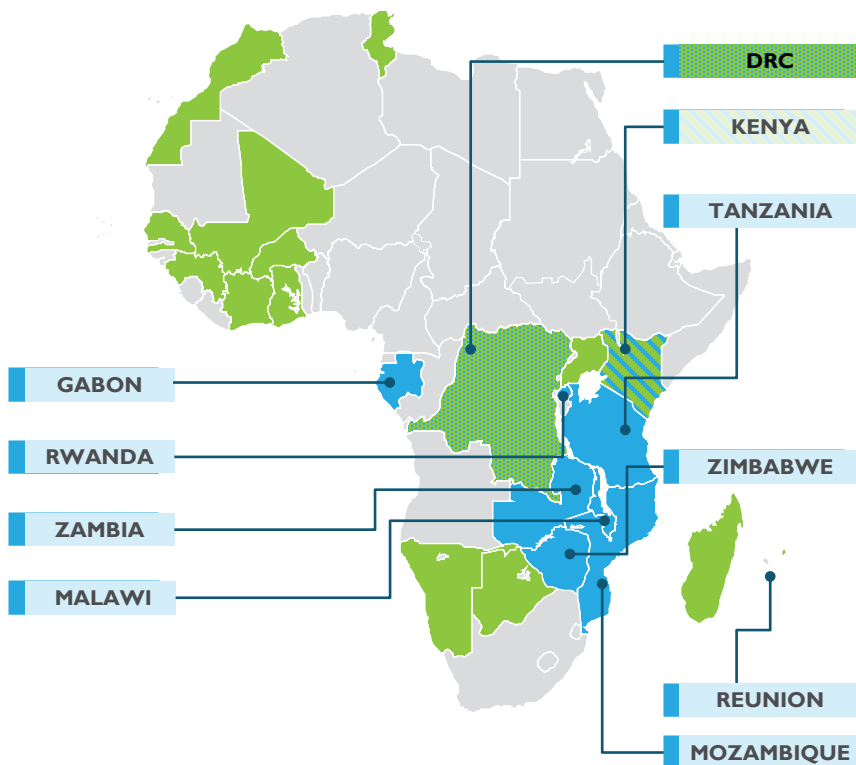 DRC
KENYA
TANZANIA
GABON
RWANDA
ZIMBABWE
ZAMBIA
MALAWI
REUNION
MOZAMBIQUE